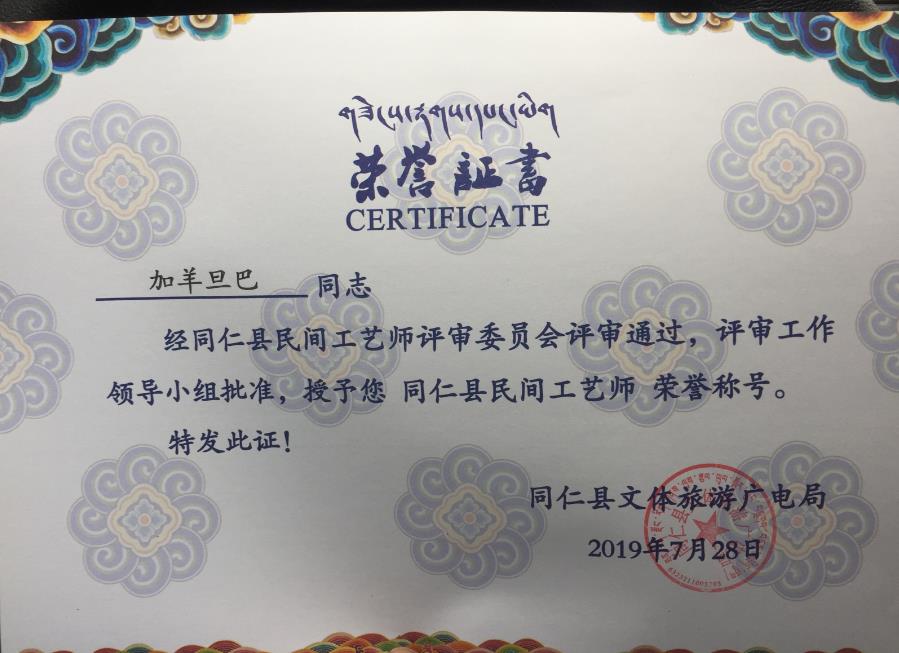 གཟི་པཎ་དག་པ
荣誉證書
CERTIFICATE
加羊旦巴 同志
经同仁县民间工艺师评审委员会评审通过，评审工作
领导小组批准，授予您 同仁县民间工艺师 荣誉称号。
特发此证！
同仁县文体旅游广电局
2019年7月28日